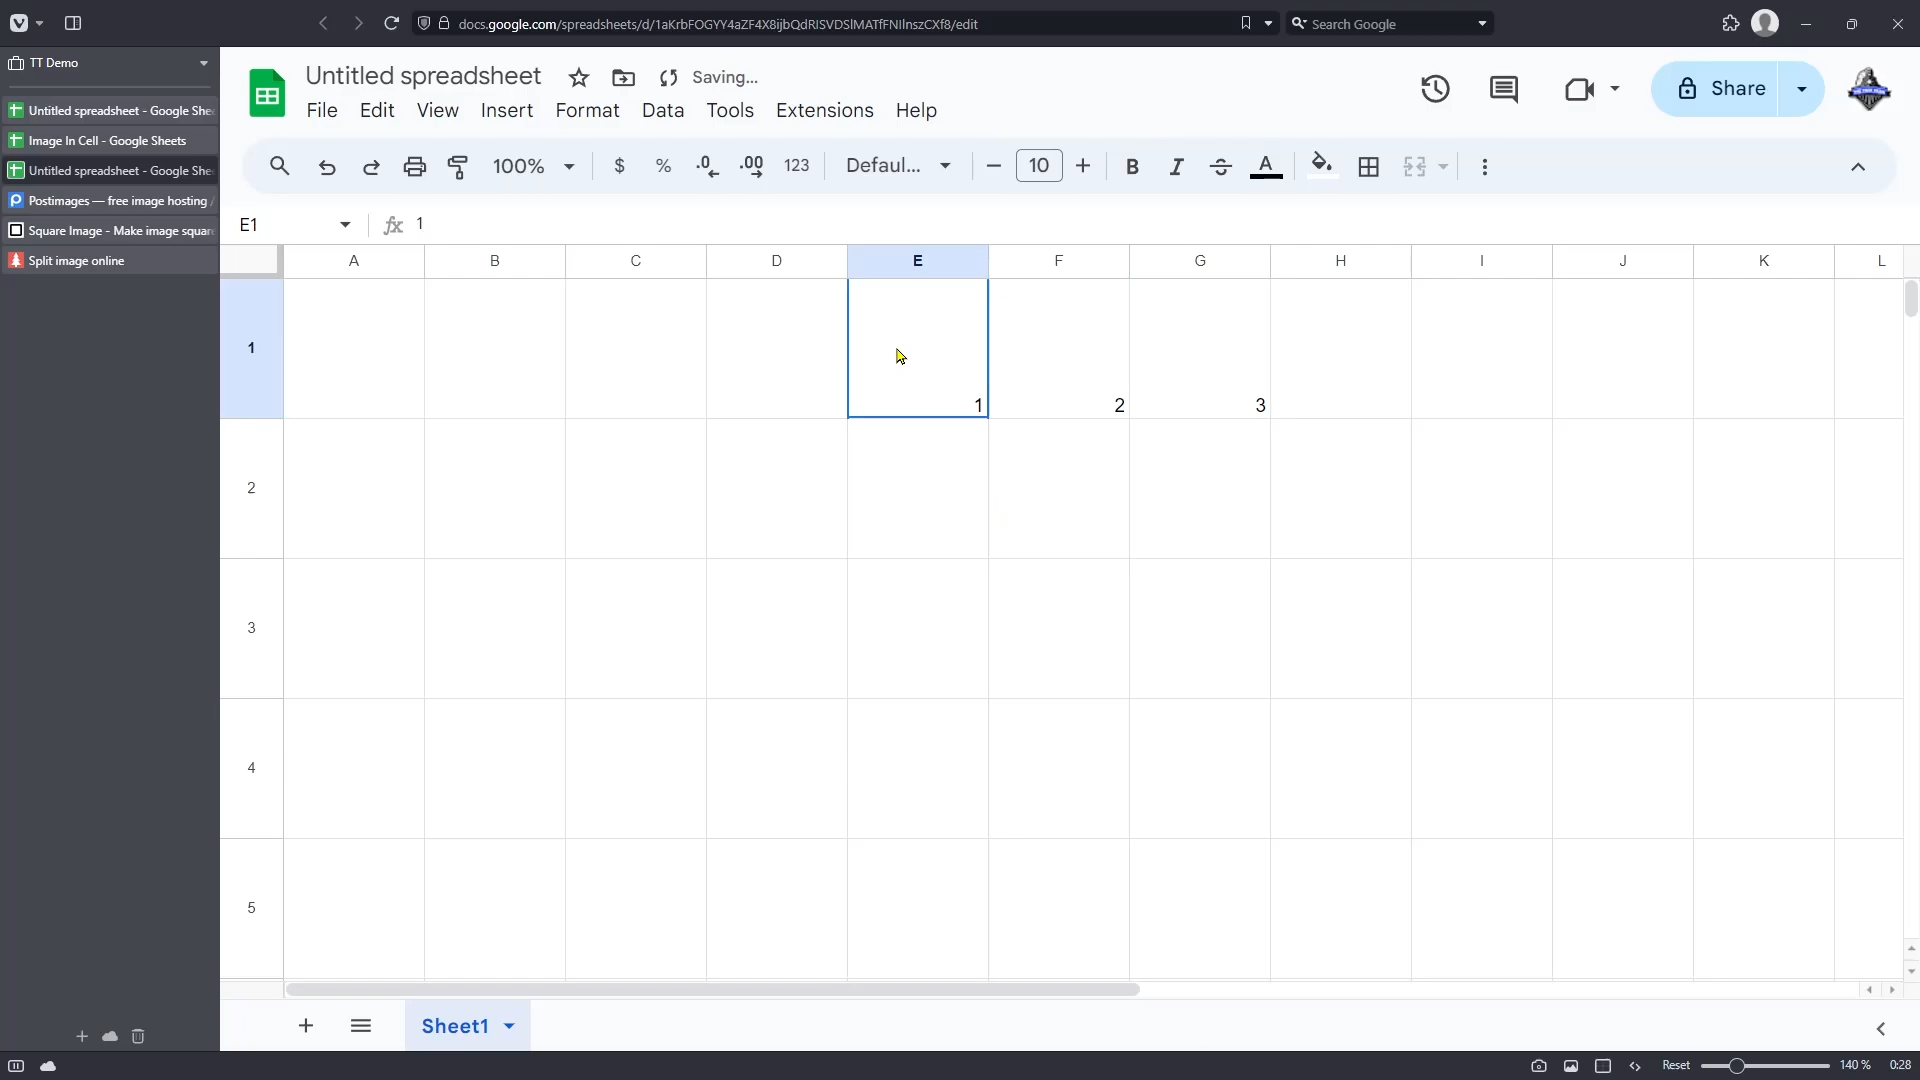 docs.google.com/spreadsheets/d/1aKrbFOGYY4aZF4X8ijbQdRISVDSlMATfFNIlnszCXf8/edit
Search Google
TT Demo
Untitled spreadsheet - Google She
Image In Cell - Google Sheets
Untitled spreadsheet - Google She
Postimages — free image hosting /
Square Image - Make image squar
Split image online
Untitled spreadsheet
Saving...
File Edit View Insert Format Data Tools Extensions Help
Share
100%
$ % .0 .00 123
Defaul...
10
B I A
E1
fx 1
A B C D E F G H I J K L
1
1 2 3
2
3
4
5
Sheet1
Reset 140 % 0:28